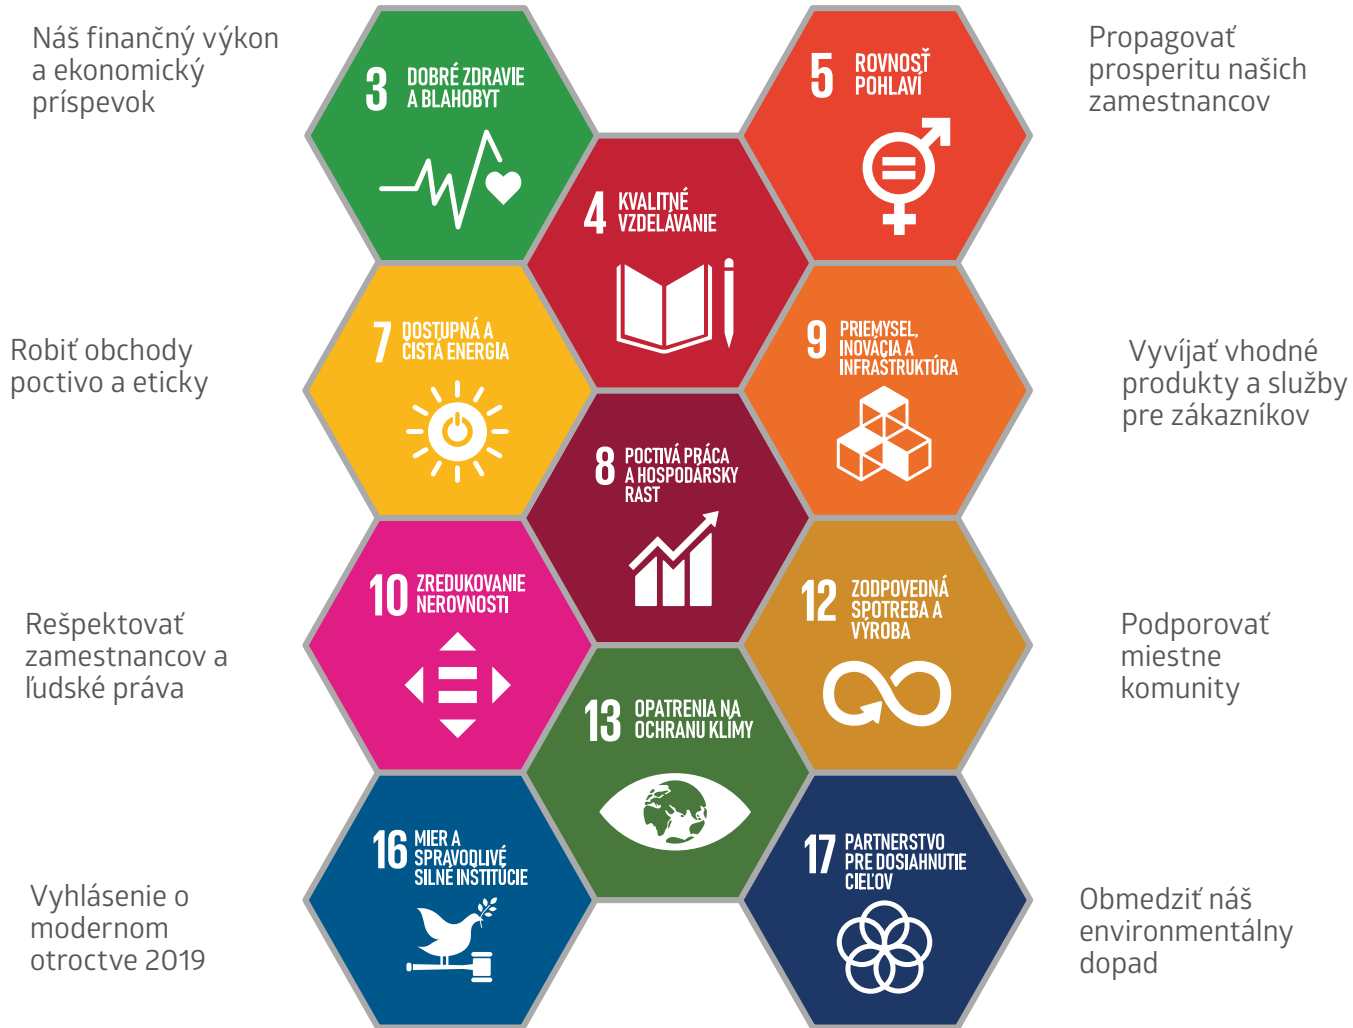 Náš finančný výkon
a ekonomický
príspevok
3 DOBRÉ ZDRAVIE
A BLAHOBYT
5 ROVNOSŤ
POHLAVÍ
Propagovať
prosperitu našich
zamestnancov
4 KVALITNÉ
VZDELÁVANIE
Robiť obchody
poctivo a eticky
7 DOSTUPNÁ A
ČISTÁ ENERGIA
9 PRIEMYSEL,
INOVÁCIA A
INFRAŠTRUKTÚRA
Vyvíjať vhodné
produkty a služby
pre zákazníkov
8 POCTIVÁ PRÁCA
A HOSPODÁRSKY
RAST
Rešpektovať
zamestnancov a
ľudské práva
10 ZREDUKOVANIE
NEROVNOSTI
12 ZODPOVEDNÁ
SPOTREBA A
VÝROBA
Podporovať
miestne
komunity
13 OPATRENIA NA
OCHRANU KLÍMY
Vyhlásenie o
modernom
otroctve 2019
16 MIER A
SPRAVODLIVÉ
SILNÉ INŠTITÚCIE
17 PARTNERSTVO
PRE DOSIAHNUTIE
CIEĽOV
Obmedziť náš
environmentálny
dopad